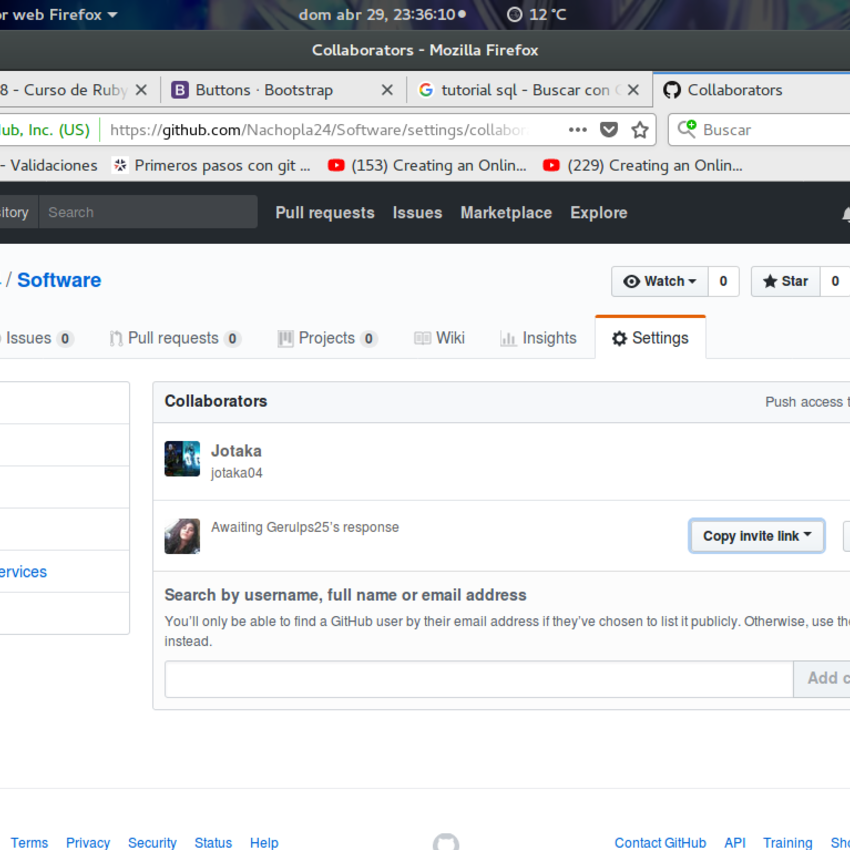 or web Firefox dom abr 29, 23:36:10 12 °C
Collaborators - Mozilla Firefox
8 - Curso de Ruby Buttons · Bootstrap tutorial sql - Buscar con G Collaborators
ub, Inc. (US) https://github.com/Nachopla24/Software/settings/collabor Buscar
- Validaciones Primeros pasos con git ... (153) Creating an Onlin... (229) Creating an Onlin...
sitory Search Pull requests Issues Marketplace Explore
/ Software Watch 0 Star 0
Issues 0 Pull requests 0 Projects 0 Wiki Insights Settings
Collaborators Push access t
Jotaka
jotaka04
Awaiting Gerulps25's response Copy invite link
ervices
Search by username, full name or email address
You'll only be able to find a GitHub user by their email address if they've chosen to list it publicly. Otherwise, use the
instead.
Add c
Terms Privacy Security Status Help Contact GitHub API Training Sho